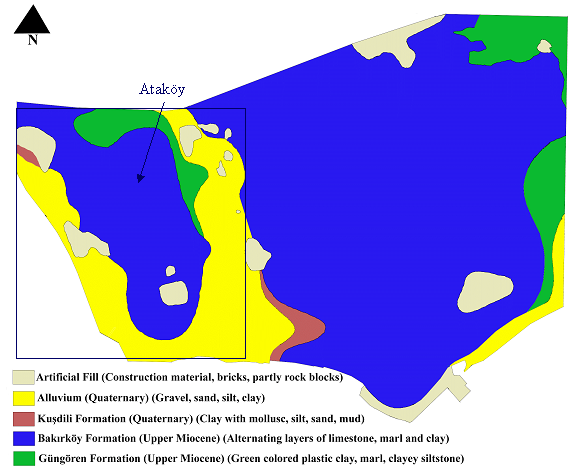 N
Ataköy
Artificial Fill (Construction material, bricks, partly rock blocks)
Alluvium (Quaternary) (Gravel, sand, silt, clay)
Kuşdili Formation (Quaternary) (Clay with mollusc, silt, sand, mud)
Bakırköy Formation (Upper Miocene) (Alternating layers of limestone, marl and clay)
Güngören Formation (Upper Miocene) (Green colored plastic clay, marl, clayey siltstone)